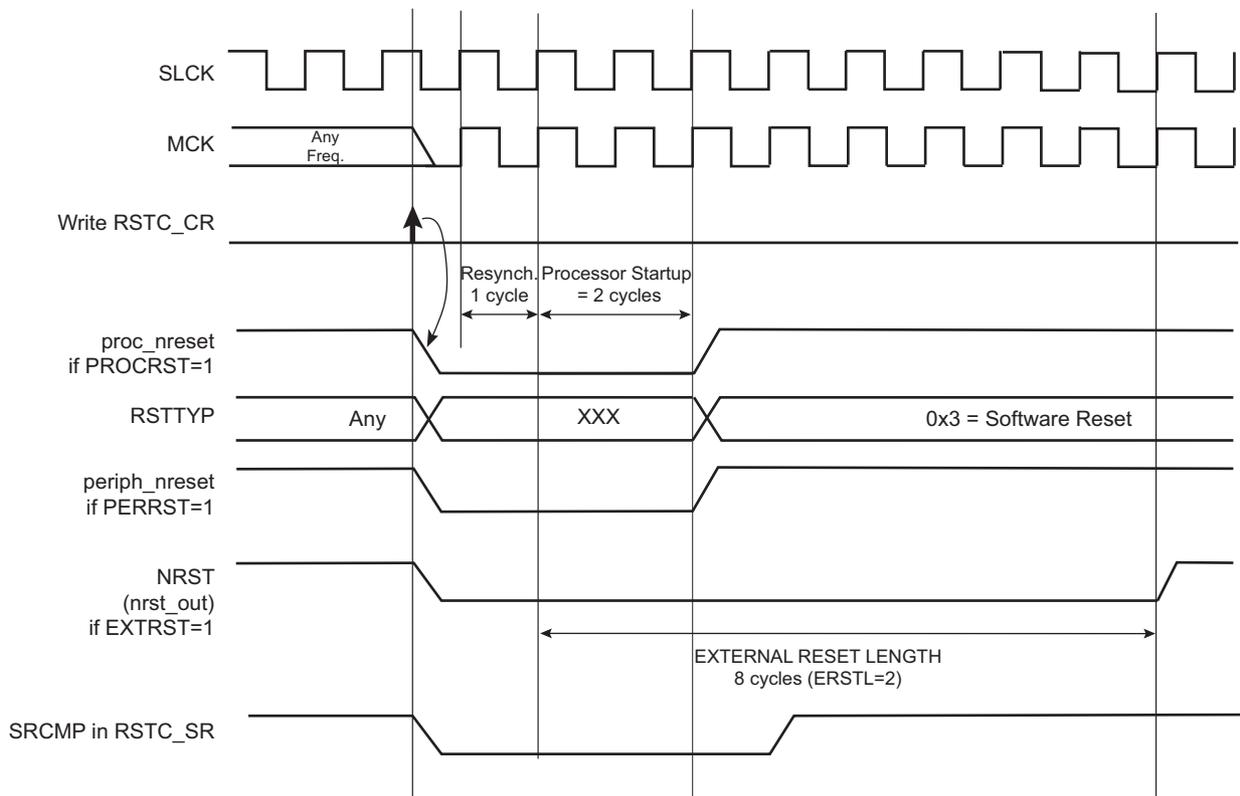 SLCK
MCK
Any
Freq.
Write RSTC_CR
Resynch.
1 cycle
Processor Startup
= 2 cycles
proc_nreset
if PROCRST=1
RSTTYP
Any
XXX
0x3 = Software Reset
periph_nreset
if PERRST=1
NRST
(nrst_out)
if EXTRST=1
EXTERNAL RESET LENGTH
8 cycles (ERSTL=2)
SRCMP in RSTC_SR